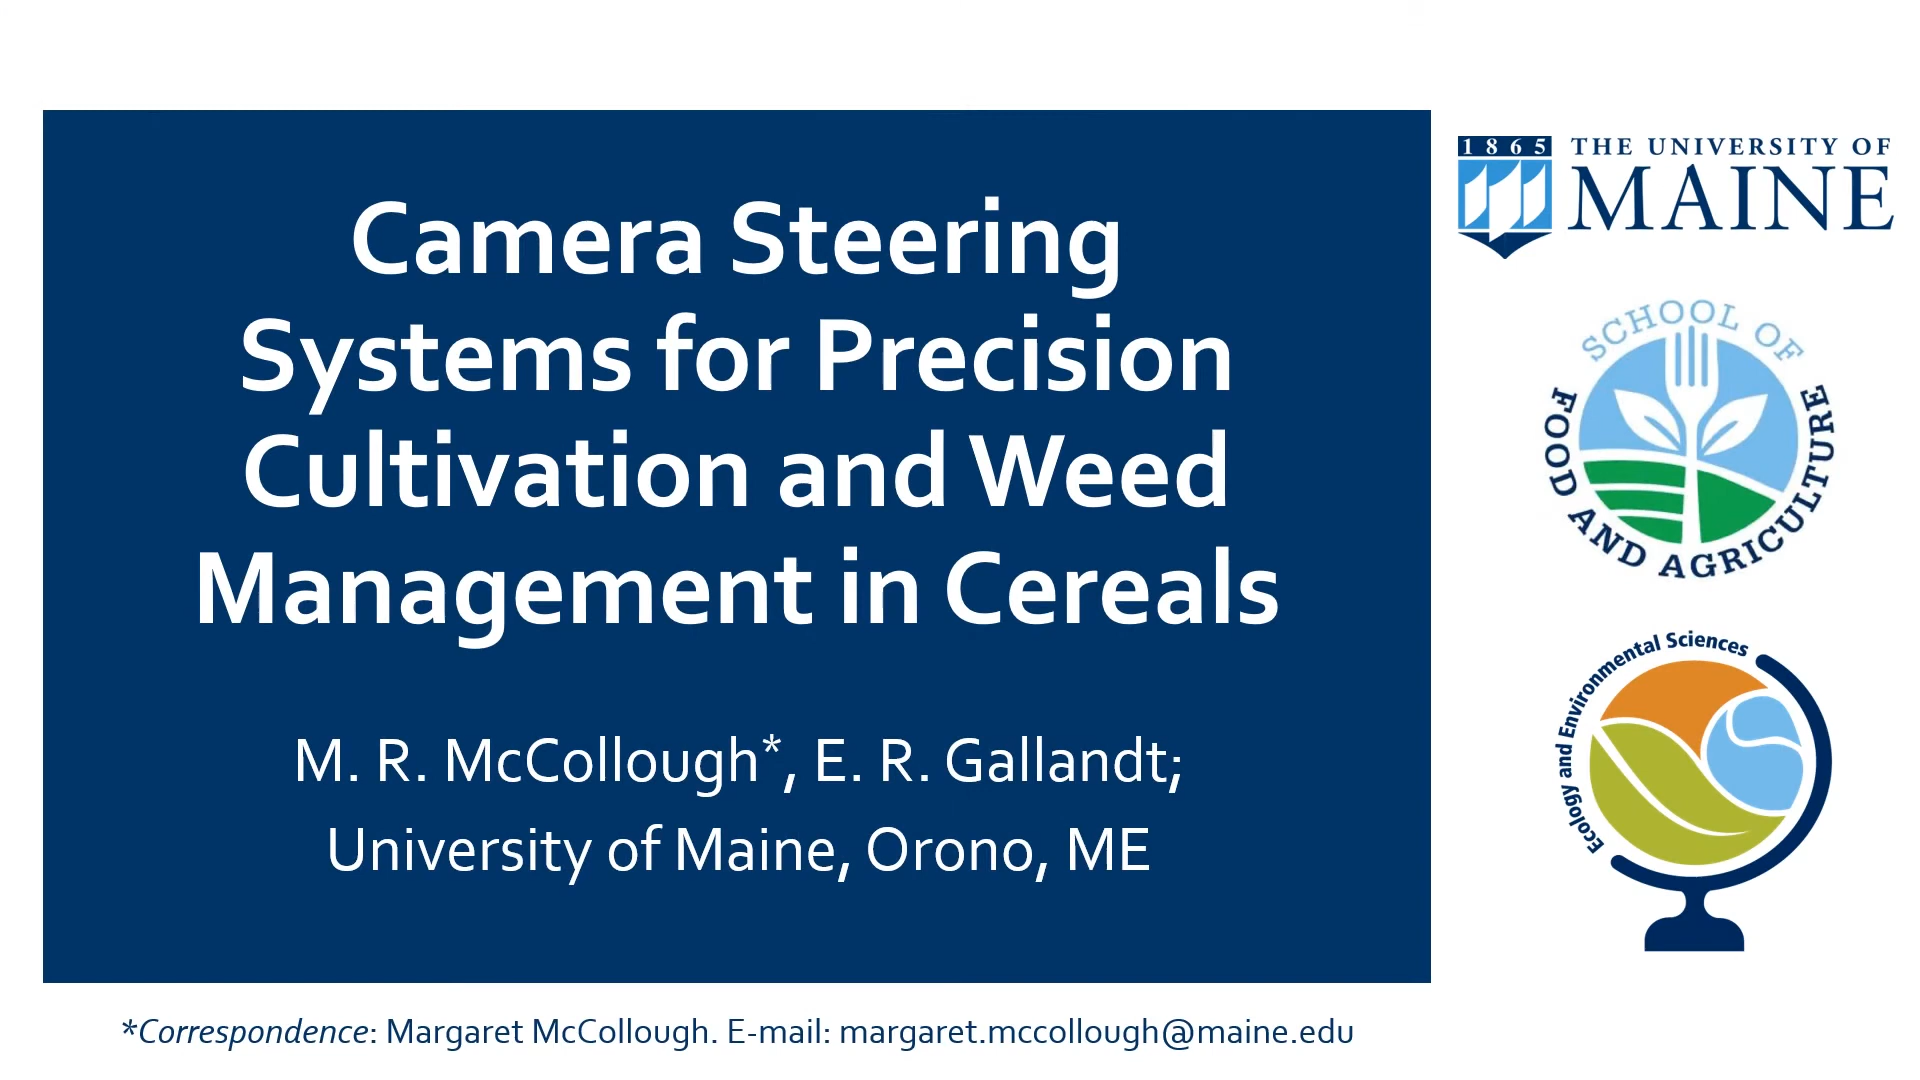 Camera Steering
Systems for Precision
Cultivation and Weed
Management in Cereals
M. R. McCollough*, E. R. Gallandt;
University of Maine, Orono, ME
*Correspondence: Margaret McCollough. E-mail: margaret.mccollough@maine.edu
1865
THE UNIVERSITY OF
MAINE
SCHOOL OF
FOOD AND AGRICULTURE
Ecology and Environmental Sciences